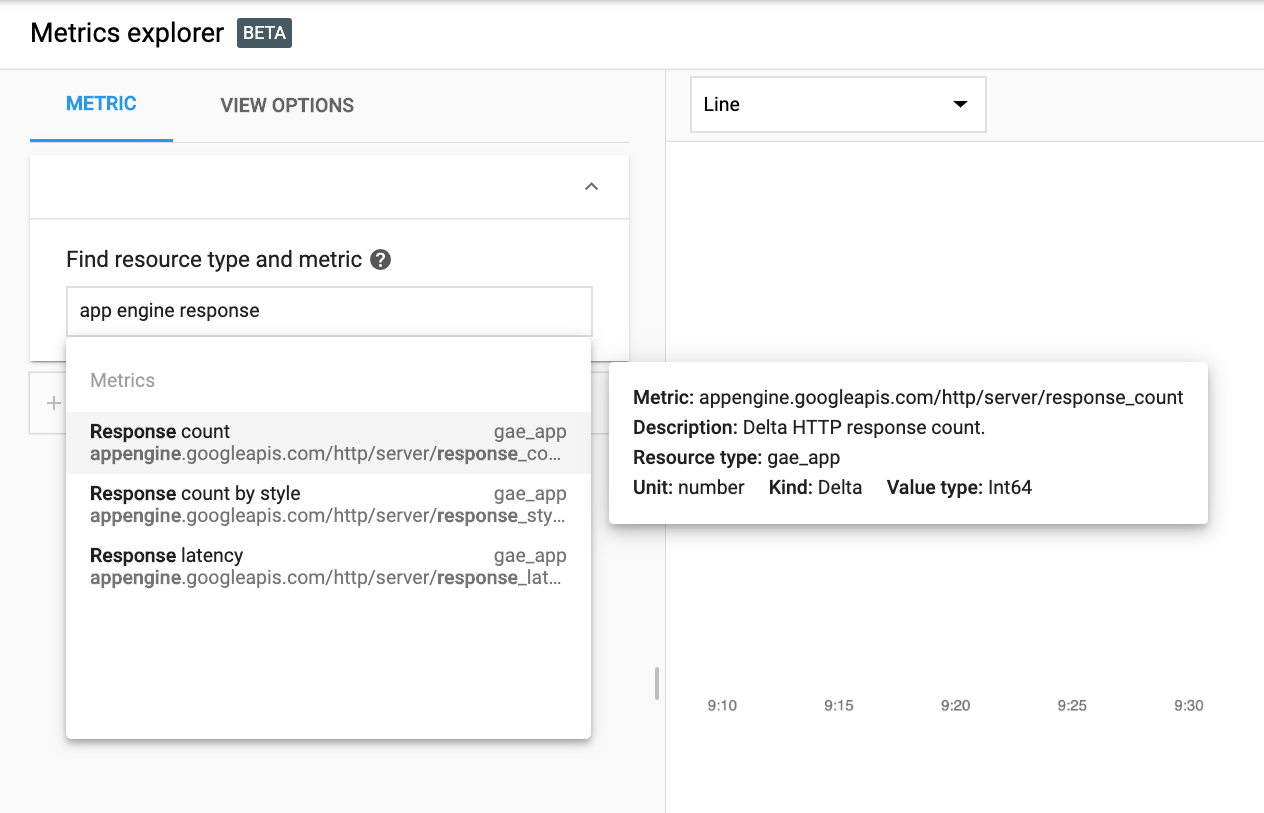 Metrics explorer BETA
METRIC VIEW OPTIONS
Line
Find resource type and metric ?
app engine response
Metrics
Response count gae_app
appengine.googleapis.com/http/server/response_co...
Response count by style gae_app
appengine.googleapis.com/http/server/response_sty...
Response latency gae_app
appengine.googleapis.com/http/server/response_lat...
Metric: appengine.googleapis.com/http/server/response_count
Description: Delta HTTP response count.
Resource type: gae_app
Unit: number Kind: Delta Value type: Int64
9:10 9:15 9:20 9:25 9:30